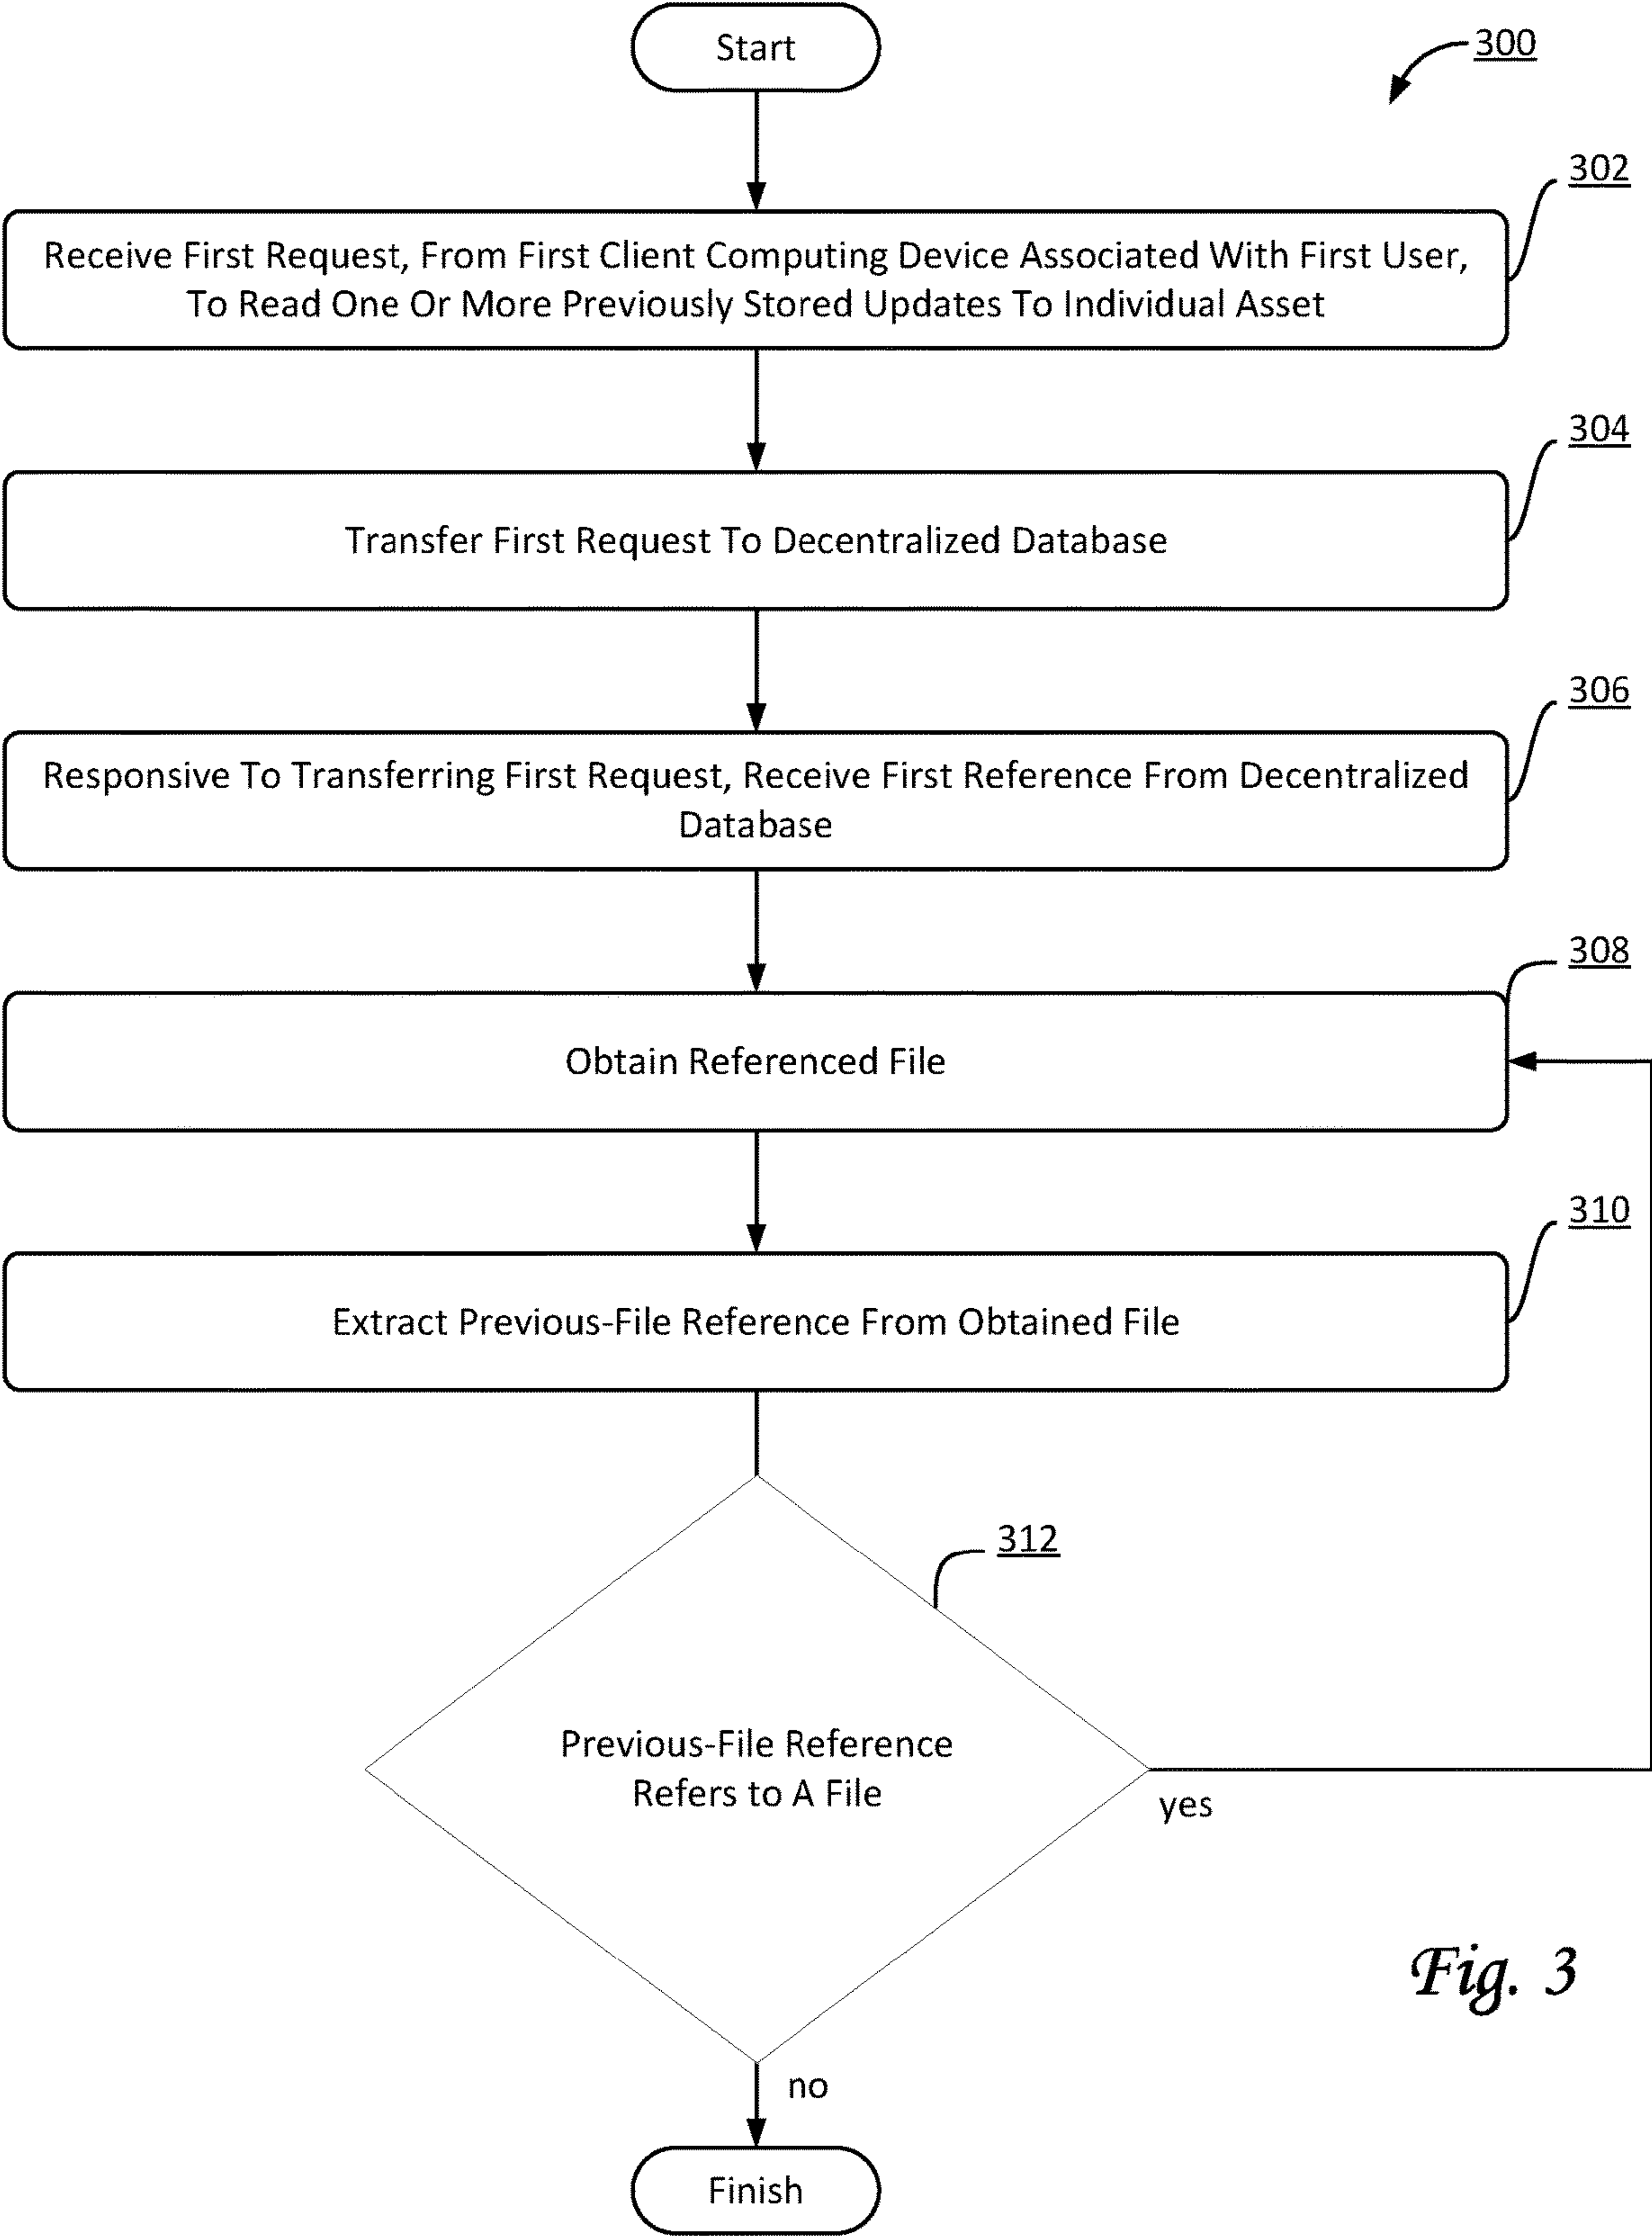 Start
300
302
Receive First Request, From First Client Computing Device Associated With First User,
To Read One Or More Previously Stored Updates To Individual Asset
304
Transfer First Request To Decentralized Database
306
Responsive To Transferring First Request, Receive First Reference From Decentralized
Database
308
Obtain Referenced File
310
Extract Previous-File Reference From Obtained File
312
Previous-File Reference
Refers to A File
yes
Fig. 3
no
Finish